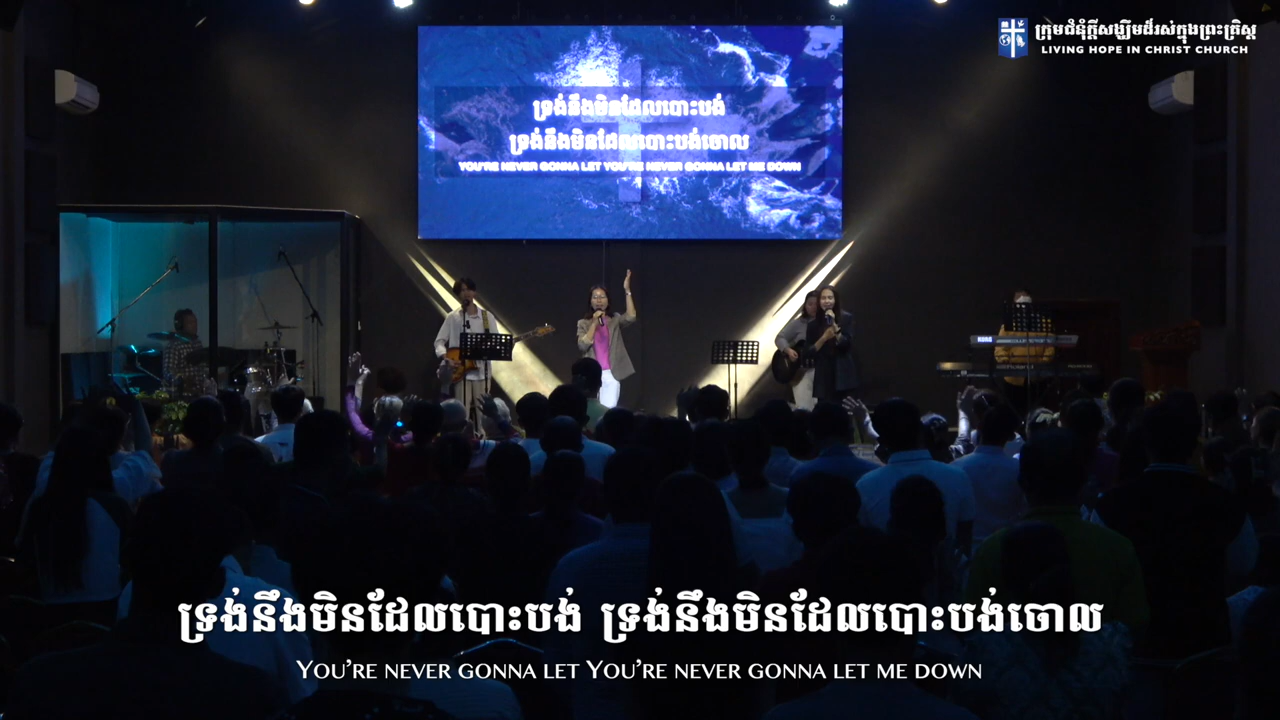 ក្រុមជំនុំក្ដីសង្ឃឹមដ៏រស់ក្នុងព្រះគ្រិស្ត
LIVING HOPE IN CHRIST CHURCH
ទ្រង់នឹងមិនដែលបោះបង់
ទ្រង់នឹងមិនដែលបោះបង់ចោល
YOU'RE NEVER GONNA LET YOU'RE NEVER GONNA LET ME DOWN
KORG
ទ្រង់នឹងមិនដែលបោះបង់ ទ្រង់នឹងមិនដែលបោះបង់ចោល
YOU'RE NEVER GONNA LET YOU'RE NEVER GONNA LET ME DOWN